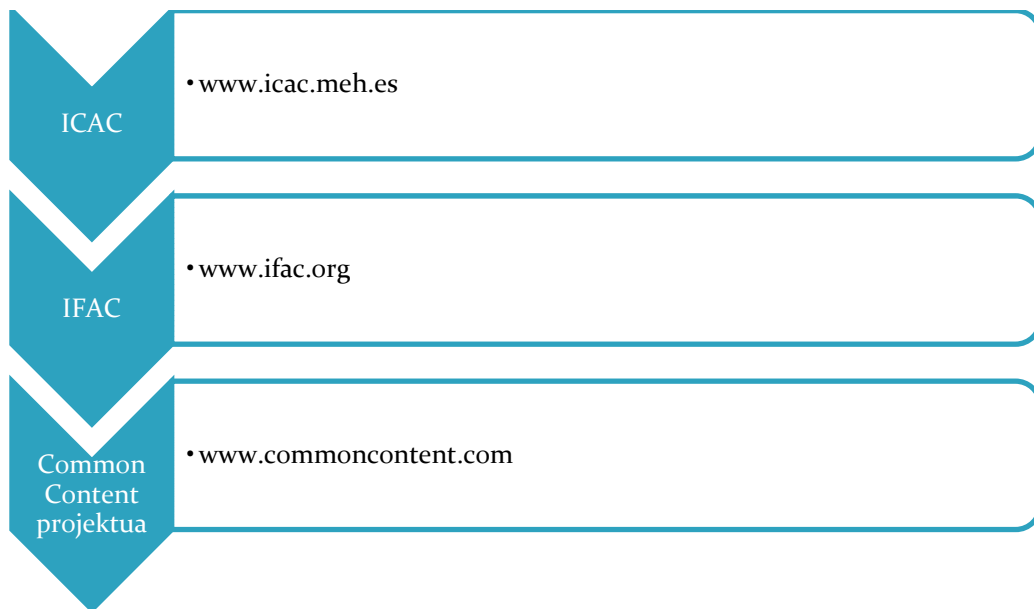 ICAC
• www.icac.meh.es
IFAC
• www.ifac.org
Common
Content
projektua
• www.commoncontent.com